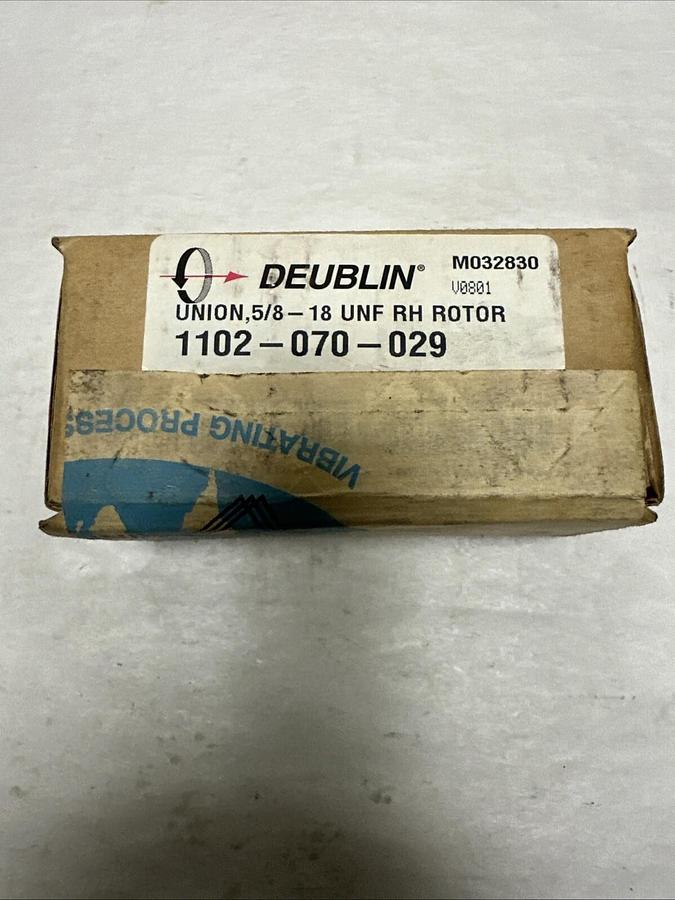 DEUBLIN® M032830
V0801
UNION,5/8–18 UNF RH ROTOR
1102–070–029
VIBRATING PROCESS